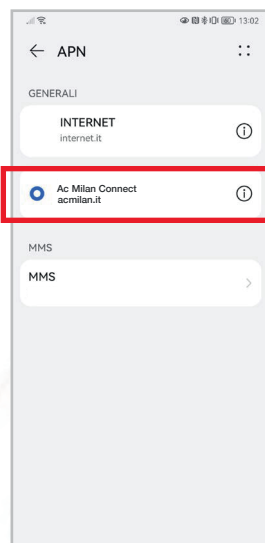 13:02
APN
GENERALI
INTERNET
internet.it
Ac Milan Connect
acmilan.it
MMS
MMS